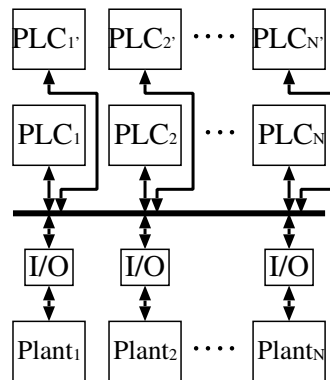 PLC1' PLC2' ···· PLCN'
PLC1 PLC2 ··· PLCN
I/O I/O I/O
Plant1 Plant2 ···· PlantN